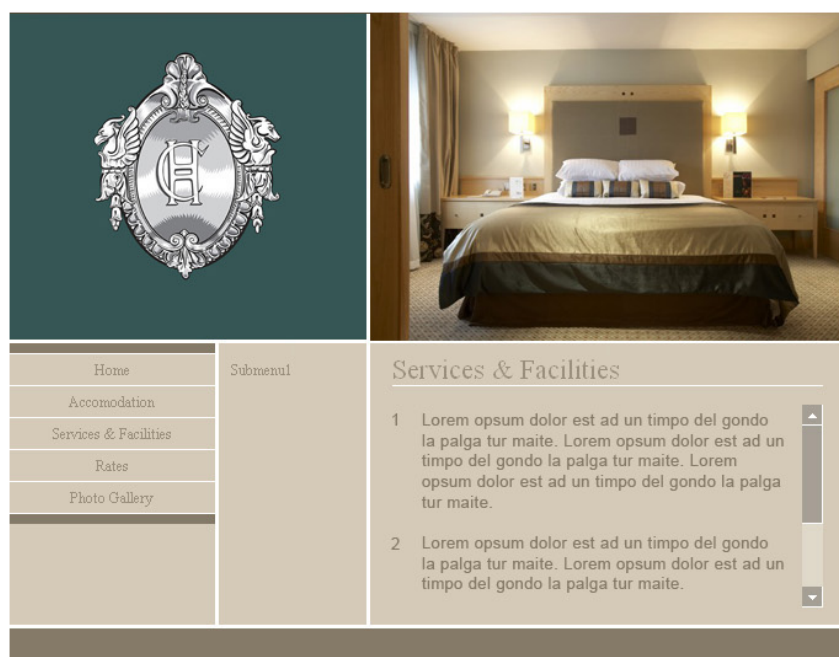 CH
Home
Accomodation
Services & Facilities
Rates
Photo Gallery
Submenu1
Services & Facilities
1 Lorem opsum dolor est ad un timpo del gondo
la palga tur maite. Lorem opsum dolor est ad un
timpo del gondo la palga tur maite. Lorem
opsum dolor est ad un timpo del gondo la palga
tur maite.
2 Lorem opsum dolor est ad un timpo del gondo
la palga tur maite. Lorem opsum dolor est ad un
timpo del gondo la palga tur maite.